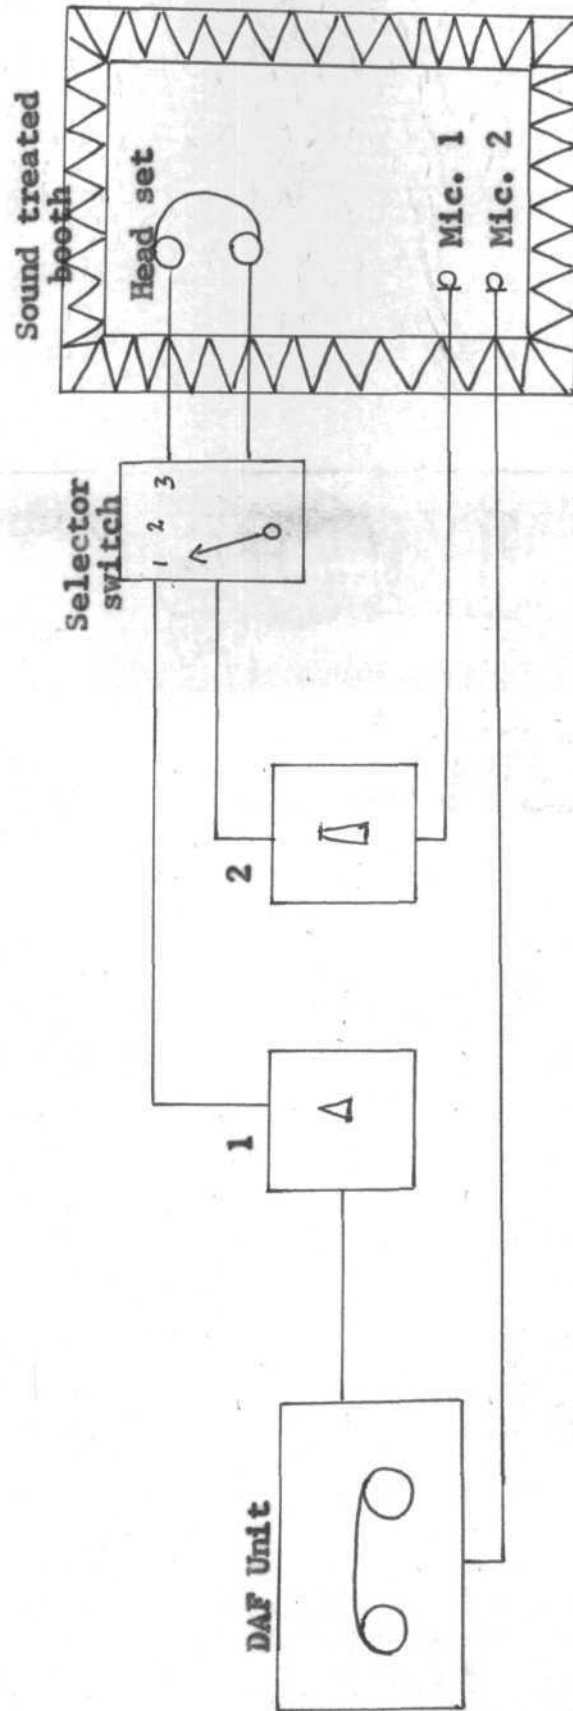 Sound treated
booth
Head set
Mic. 1
Mic. 2
Selector
switch
1 2 3
2
1
DAF Unit